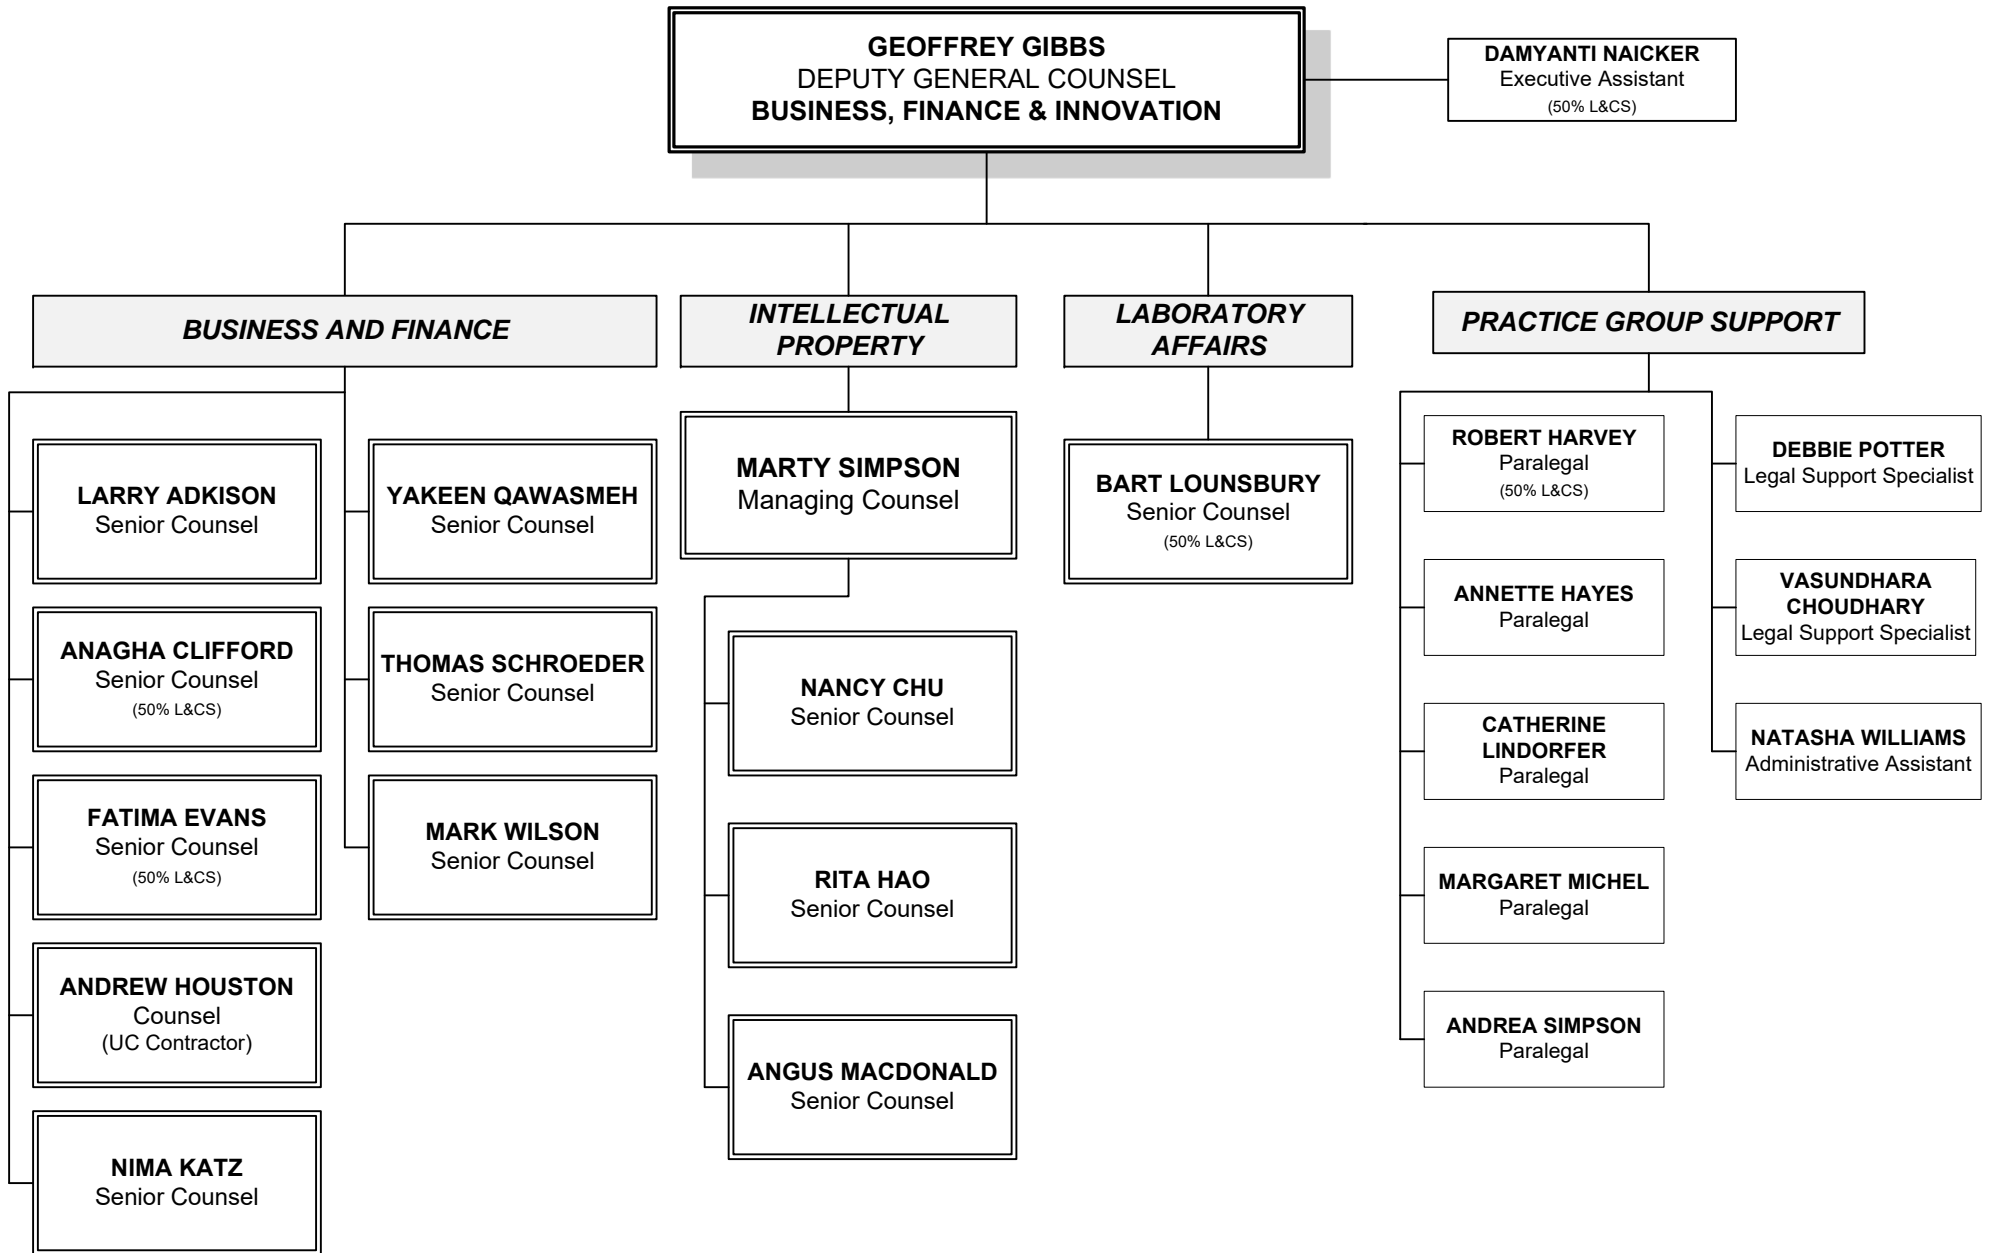 GEOFFREY GIBBS
DEPUTY GENERAL COUNSEL
BUSINESS, FINANCE & INNOVATION
DAMYANTI NAICKER
Executive Assistant
(50% L&CS)
BUSINESS AND FINANCE
LARRY ADKISON
Senior Counsel
ANAGHA CLIFFORD
Senior Counsel
(50% L&CS)
FATIMA EVANS
Senior Counsel
(50% L&CS)
ANDREW HOUSTON
Counsel
(UC Contractor)
NIMA KATZ
Senior Counsel
YAKEEN QAWASMEH
Senior Counsel
THOMAS SCHROEDER
Senior Counsel
MARK WILSON
Senior Counsel
INTELLECTUAL
PROPERTY
MARTY SIMPSON
Managing Counsel
NANCY CHU
Senior Counsel
RITA HAO
Senior Counsel
ANGUS MACDONALD
Senior Counsel
LABORATORY
AFFAIRS
BART LOUNSBURY
Senior Counsel
(50% L&CS)
PRACTICE GROUP SUPPORT
ROBERT HARVEY
Paralegal
(50% L&CS)
ANNETTE HAYES
Paralegal
CATHERINE
LINDORFER
Paralegal
MARGARET MICHEL
Paralegal
ANDREA SIMPSON
Paralegal
DEBBIE POTTER
Legal Support Specialist
VASUNDHARA
CHOUDHARY
Legal Support Specialist
NATASHA WILLIAMS
Administrative Assistant